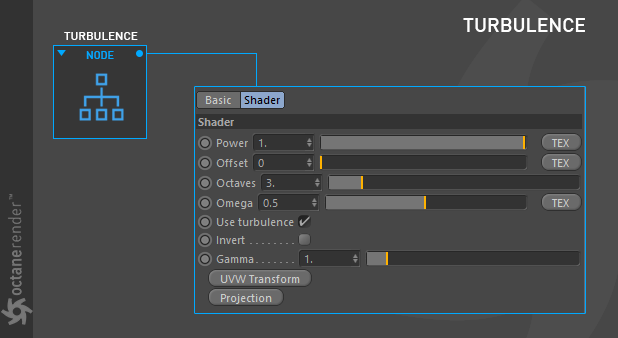 TURBULENCE
TURBULENCE
NODE
Basic Shader
Shader
Power 1. TEX
Offset 0 TEX
Octaves 3.
Omega 0.5 TEX
Use turbulence
Invert ........
Gamma....... 1.
UVW Transform
Projection
octanerender™